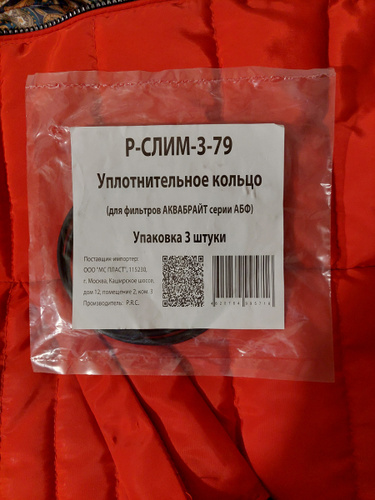 Р-СЛИМ-3-79
Уплотнительное кольцо
(для фильтров АКВАБРАЙТ серии АБФ)
Упаковка 3 штуки
Поставщик импортер:
ООО "МС ПЛАСТ", 115230,
г. Москва, Каширское шоссе,
дом 12, помещение 2, ком. 3
Производитель: P.R.C.